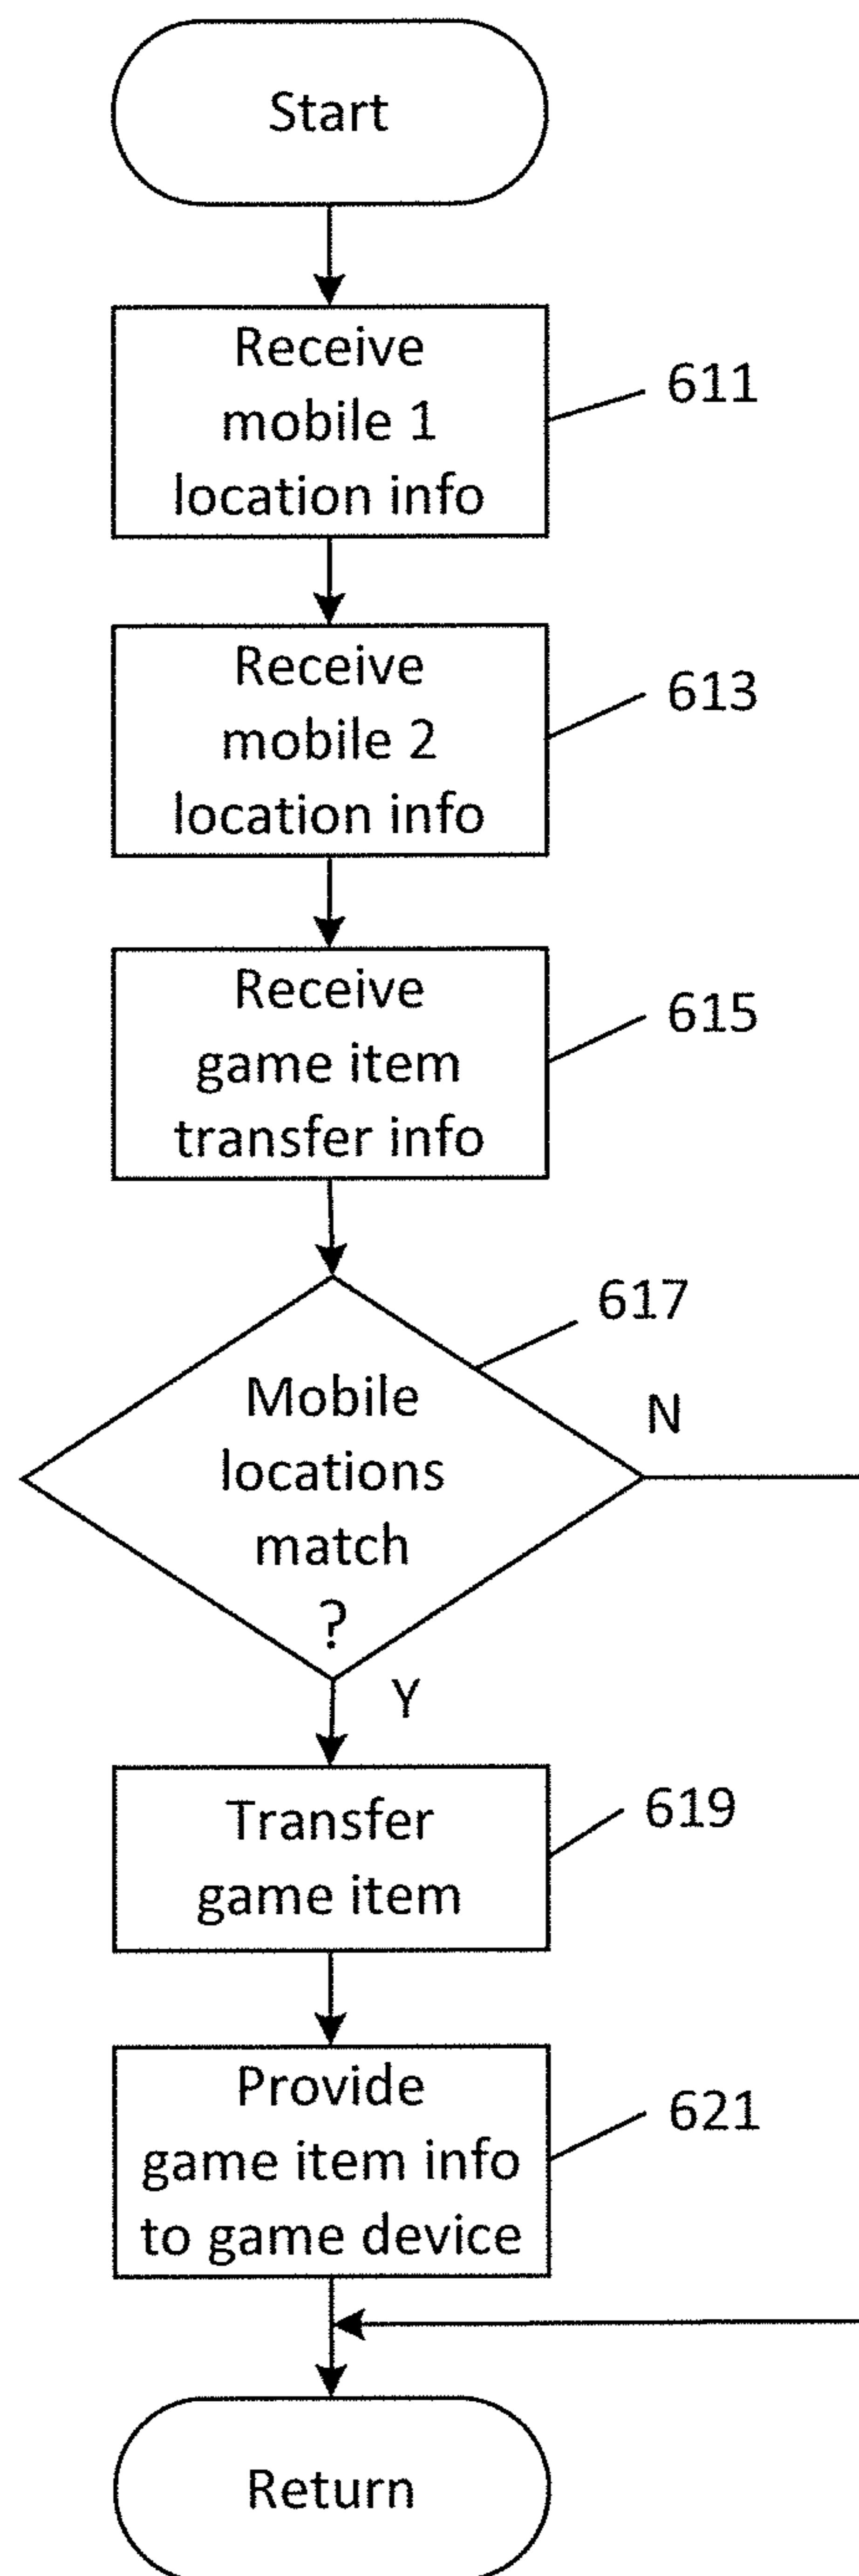 Start
Receive
mobile 1
location info
611
Receive
mobile 2
location info
613
Receive
game item
transfer info
615
617
Mobile
locations
match
?
N
Y
Transfer
game item
619
Provide
game item info
to game device
621
Return